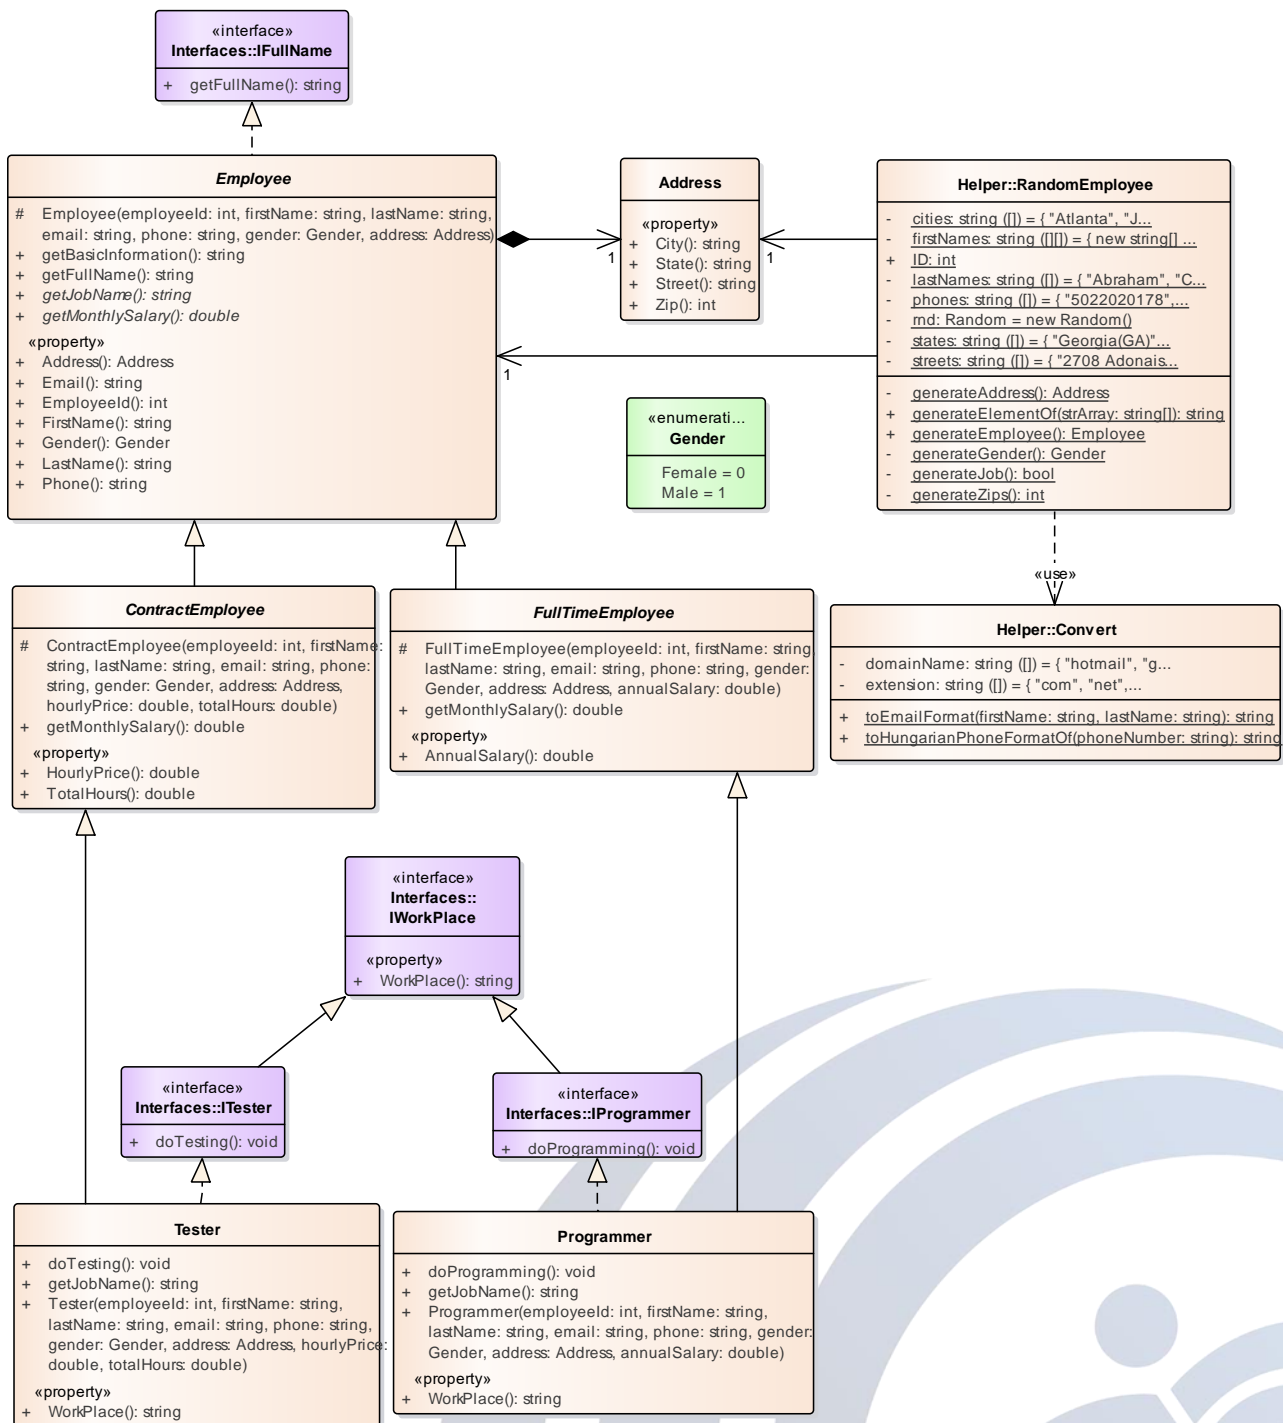 «interface»
Interfaces::IFullName
+ getFullName(): string
Employee
# Employee(employeeId: int, firstName: string, lastName: string,
email: string, phone: string, gender: Gender, address: Address)
+ getBasicInformation(): string
+ getFullName(): string
+ getJobName(): string
+ getMonthlySalary(): double
«property»
+ Address(): Address
+ Email(): string
+ EmployeeId(): int
+ FirstName(): string
+ Gender(): Gender
+ LastName(): string
+ Phone(): string
1
1
1
Address
«property»
+ City(): string
+ State(): string
+ Street(): string
+ Zip(): int
Helper::RandomEmployee
- cities: string ([]) = { "Atlanta", "J...
- firstNames: string ([][]) = { new string[] ...
+ ID: int
- lastNames: string ([]) = { "Abraham", "C...
- phones: string ([]) = { "5022020178",...
- rnd: Random = new Random()
- states: string ([]) = { "Georgia(GA)"...
- streets: string ([]) = { "2708 Adonais...
- generateAddress(): Address
+ generateElementOf(strArray: string[]): string
+ generateEmployee(): Employee
- generateGender(): Gender
- generateJob(): bool
- generateZips(): int
«enumerati...
Gender
Female = 0
Male = 1
«use»
ContractEmployee
# ContractEmployee(employeeId: int, firstName:
string, lastName: string, email: string, phone:
string, gender: Gender, address: Address,
hourlyPrice: double, totalHours: double)
+ getMonthlySalary(): double
«property»
+ HourlyPrice(): double
+ TotalHours(): double
FullTimeEmployee
# FullTimeEmployee(employeeId: int, firstName: string,
lastName: string, email: string, phone: string, gender:
Gender, address: Address, annualSalary: double)
+ getMonthlySalary(): double
«property»
+ AnnualSalary(): double
Helper::Convert
- domainName: string ([]) = { "hotmail", "g...
- extension: string ([]) = { "com", "net",...
+ toEmailFormat(firstName: string, lastName: string): string
+ toHungarianPhoneFormatOf(phoneNumber: string): string
«interface»
Interfaces::
IWorkPlace
«property»
+ WorkPlace(): string
«interface»
Interfaces::ITester
+ doTesting(): void
«interface»
Interfaces::IProgrammer
+ doProgramming(): void
Tester
+ doTesting(): void
+ getJobName(): string
+ Tester(employeeId: int, firstName: string,
lastName: string, email: string, phone: string,
gender: Gender, address: Address, hourlyPrice:
double, totalHours: double)
«property»
+ WorkPlace(): string
Programmer
+ doProgramming(): void
+ getJobName(): string
+ Programmer(employeeId: int, firstName: string,
lastName: string, email: string, phone: string, gender:
Gender, address: Address, annualSalary: double)
«property»
+ WorkPlace(): string